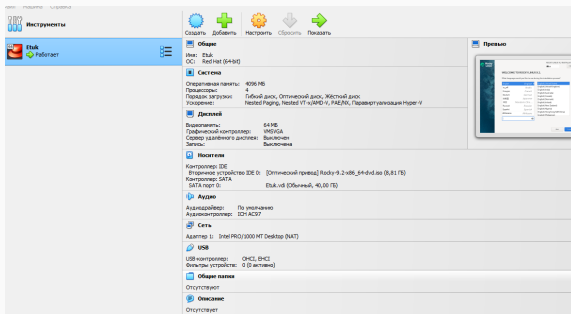 Инструменты
Создать Добавить Настроить Сбросить Показать
Etuk
Работает
Общие
Превью
Имя: Etuk
ОС: Red Hat (64-bit)
Система
Оперативная память: 4096 МБ
Процессоры: 4
Порядок загрузки: Гибкий диск, Оптический диск, Жёсткий диск
Ускорение: Nested Paging, Nested VT-x/AMD-V, PAE/NX, Паравиртуализация Hyper-V
Дисплей
Видеопамять: 64 МБ
Графический контроллер: VMSVGA
Сервер удалённого дисплея: Выключен
Запись: Выключена
Носители
Контроллер: IDE
Вторичное устройство IDE 0: [Оптический привод] Rocky-9.2-x86_64-dvd.iso (8,81 ГБ)
Контроллер: SATA
SATA порт 0: Etuk.vdi (Обычный, 40,00 ГБ)
Аудио
Аудиодрайвер: По умолчанию
Аудиоконтроллер: ICH AC97
Сеть
Адаптер 1: Intel PRO/1000 MT Desktop (NAT)
USB
USB-контроллер: OHCI, EHCI
Фильтры устройств: 0 (0 активно)
Общие папки
Отсутствуют
Описание
Отсутствует